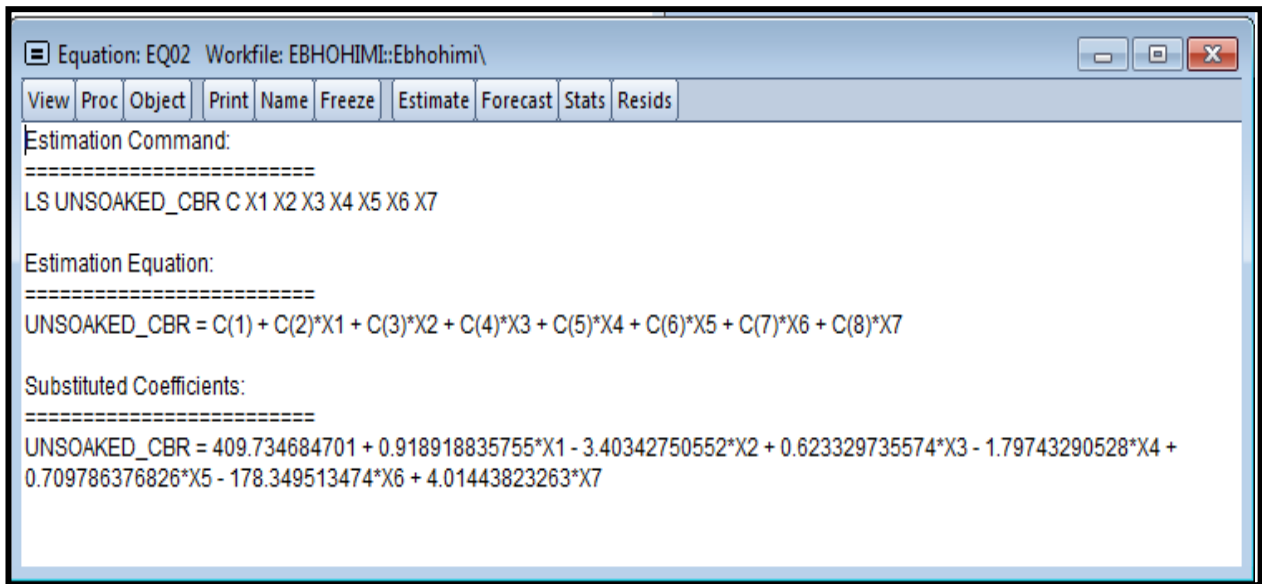 Equation: EQ02 Workfile: EBHOHIMI::Ebhohimi\
View Proc Object Print Name Freeze Estimate Forecast Stats Resids
Estimation Command:
=========================
LS UNSOAKED_CBR C X1 X2 X3 X4 X5 X6 X7
Estimation Equation:
=========================
UNSOAKED_CBR = C(1) + C(2)*X1 + C(3)*X2 + C(4)*X3 + C(5)*X4 + C(6)*X5 + C(7)*X6 + C(8)*X7
Substituted Coefficients:
=========================
UNSOAKED_CBR = 409.734684701 + 0.918918835755*X1 - 3.40342750552*X2 + 0.623329735574*X3 - 1.79743290528*X4 +
0.709786376826*X5 - 178.349513474*X6 + 4.01443823263*X7